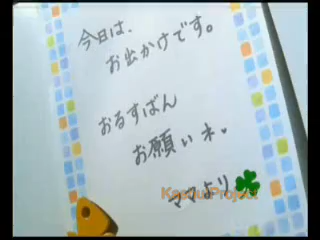 今日は、
お出かけです。
おるすばん
お願いネ。
ママより